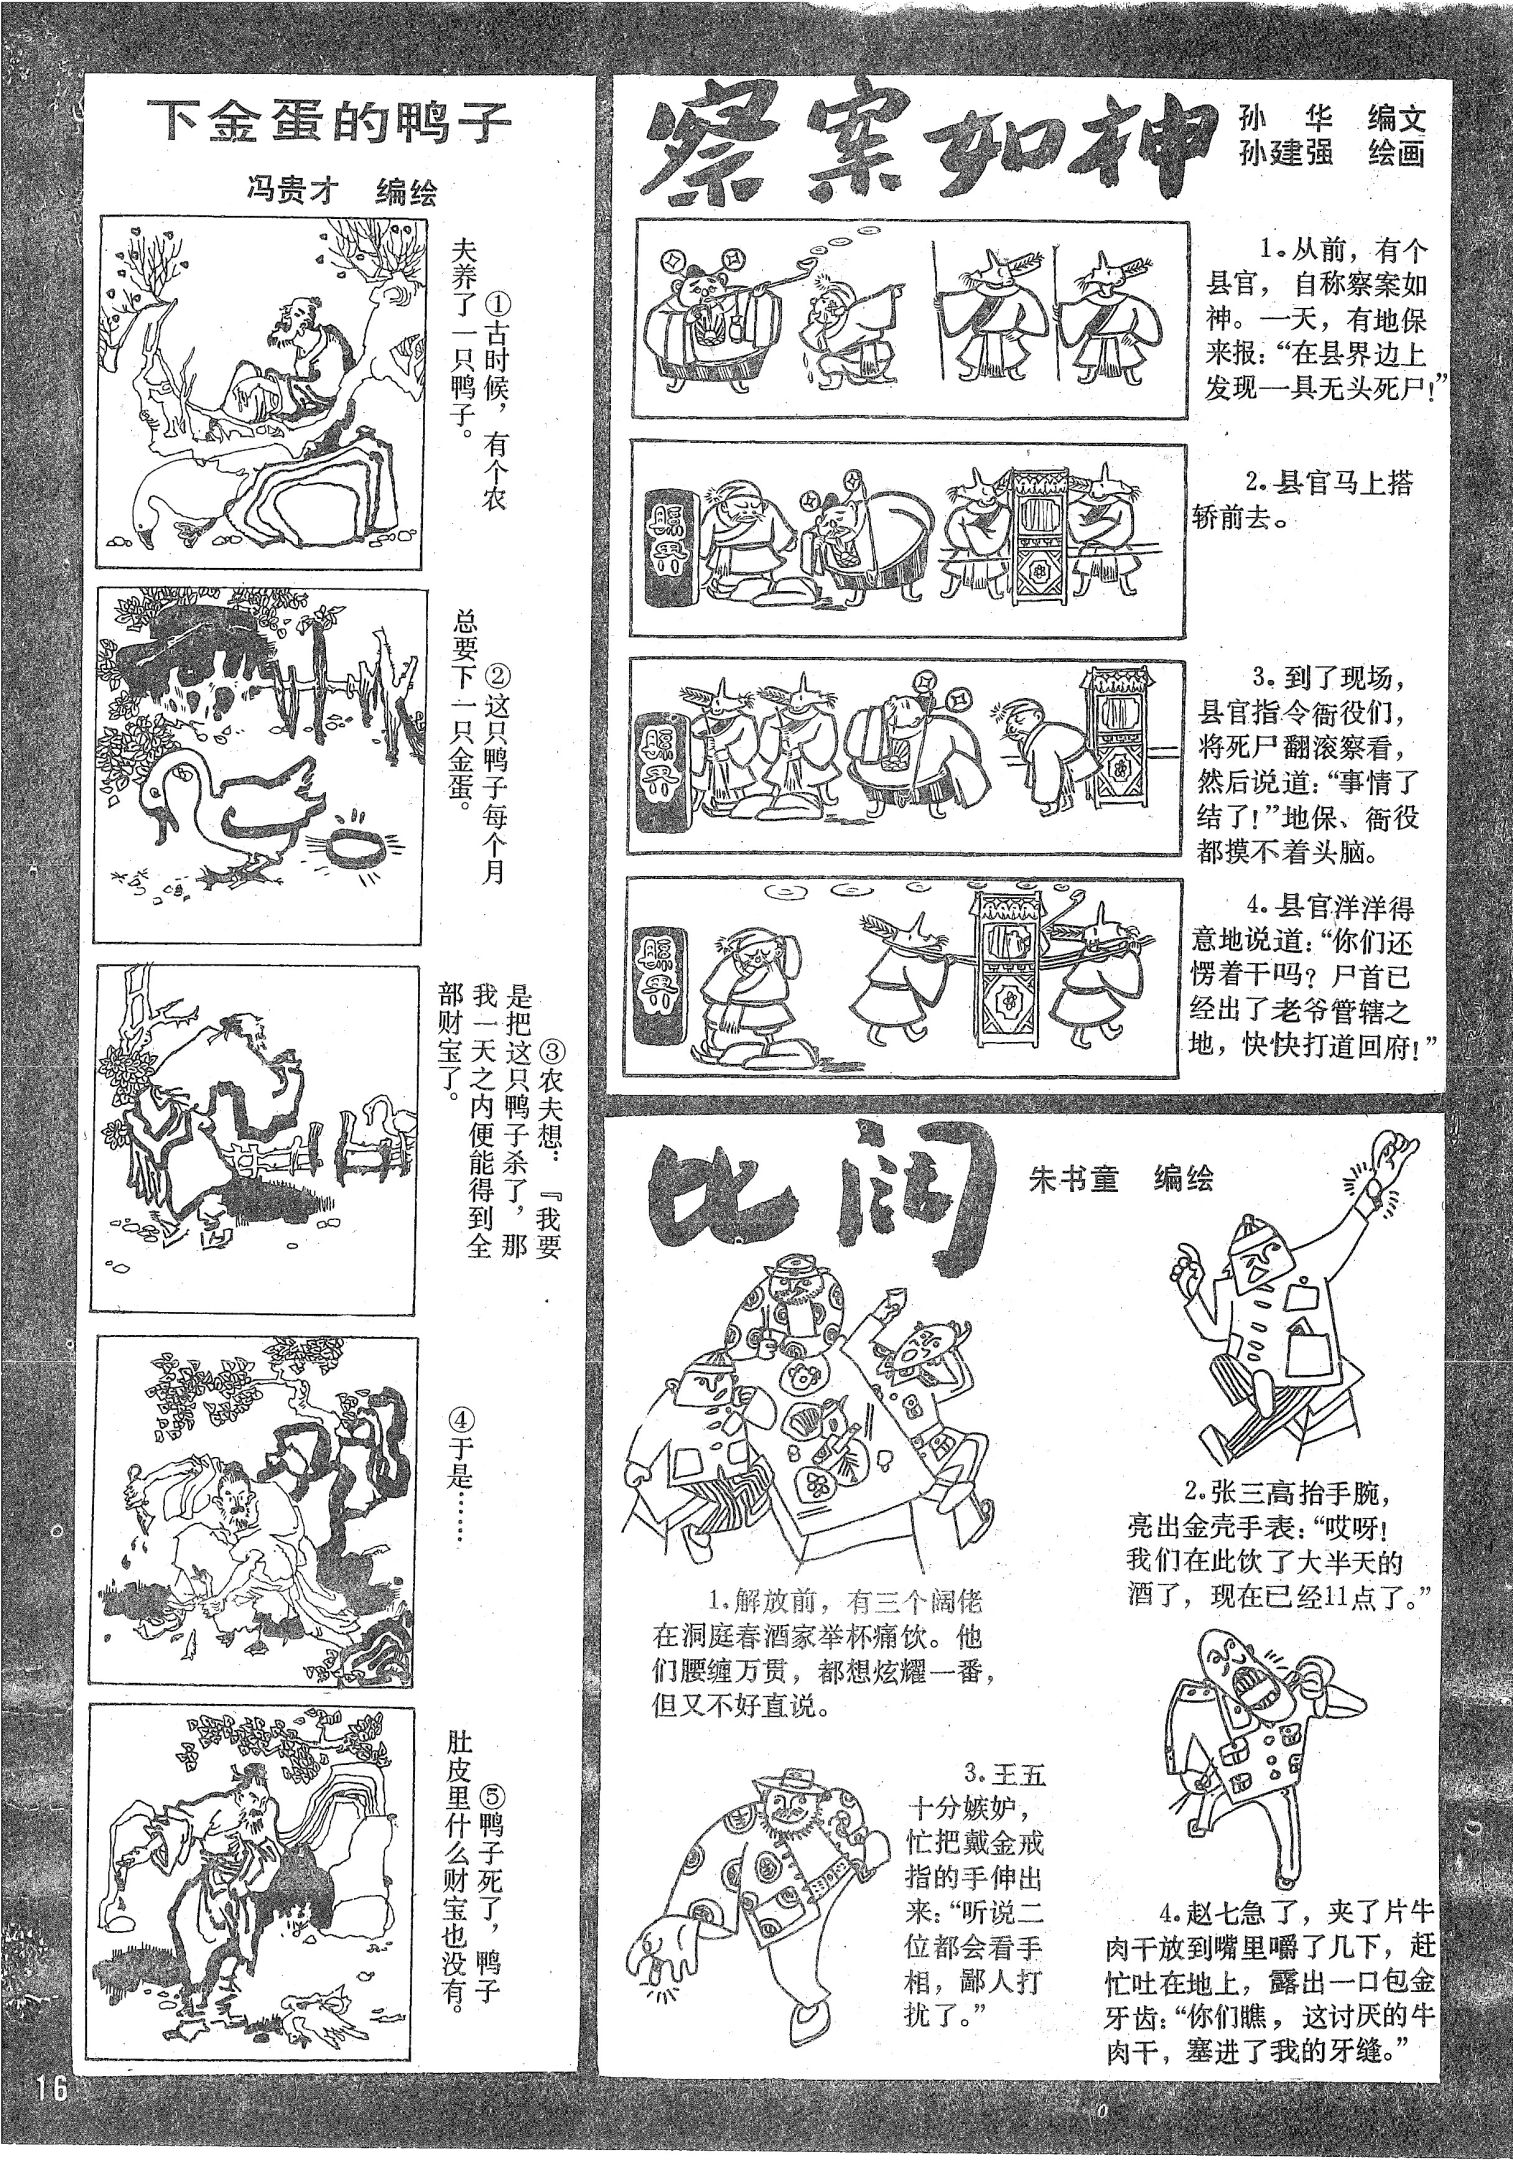 下金蛋的鸭子
冯贵才 编绘
①古时候，有个农
夫养了一只鸭子。
②这只鸭子每个月
总要下一只金蛋。
③农夫想：『我要
是把这只鸭子杀了，那
我一天之内便能得到全
部财宝了。
④于是……
⑤鸭子死了，鸭子
肚皮里什么财宝也没有。
察案如神
孙 华 编文
孙建强 绘画
1.从前，有个
县官，自称察案如
神。一天，有地保
来报：“在县界边上
发现一具无头死尸！”
縣界
2.县官马上搭
轿前去。
縣界
3.到了现场，
县官指令衙役们，
将死尸翻滚察看，
然后说道：“事情了
结了！”地保、衙役
都摸不着头脑。
縣界
4.县官洋洋得
意地说道：“你们还
愣着干吗？尸首已
经出了老爷管辖之
地，快快打道回府！”
比阔
朱书童 编绘
1.解放前，有三个阔佬
在洞庭春酒家举杯痛饮。他
们腰缠万贯，都想炫耀一番，
但又不好直说。
2.张三高抬手腕，
亮出金壳手表：“哎呀！
我们在此饮了大半天的
酒了，现在已经11点了。”
3.王五
十分嫉妒，
忙把戴金戒
指的手伸出
来：“听说二
位都会看手
相，鄙人打
扰了。”
4.赵七急了，夹了片牛
肉干放到嘴里嚼了几下，赶
忙吐在地上，露出一口包金
牙齿：“你们瞧，这讨厌的牛
肉干，塞进了我的牙缝。”
16